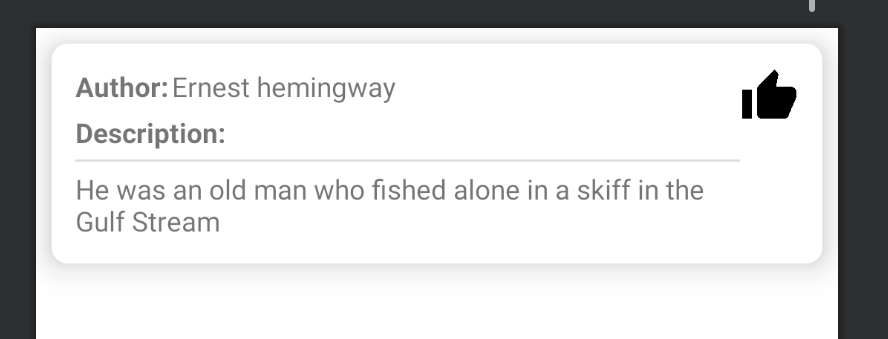 Author: Ernest hemingway
Description:
He was an old man who fished alone in a skiff in the
Gulf Stream